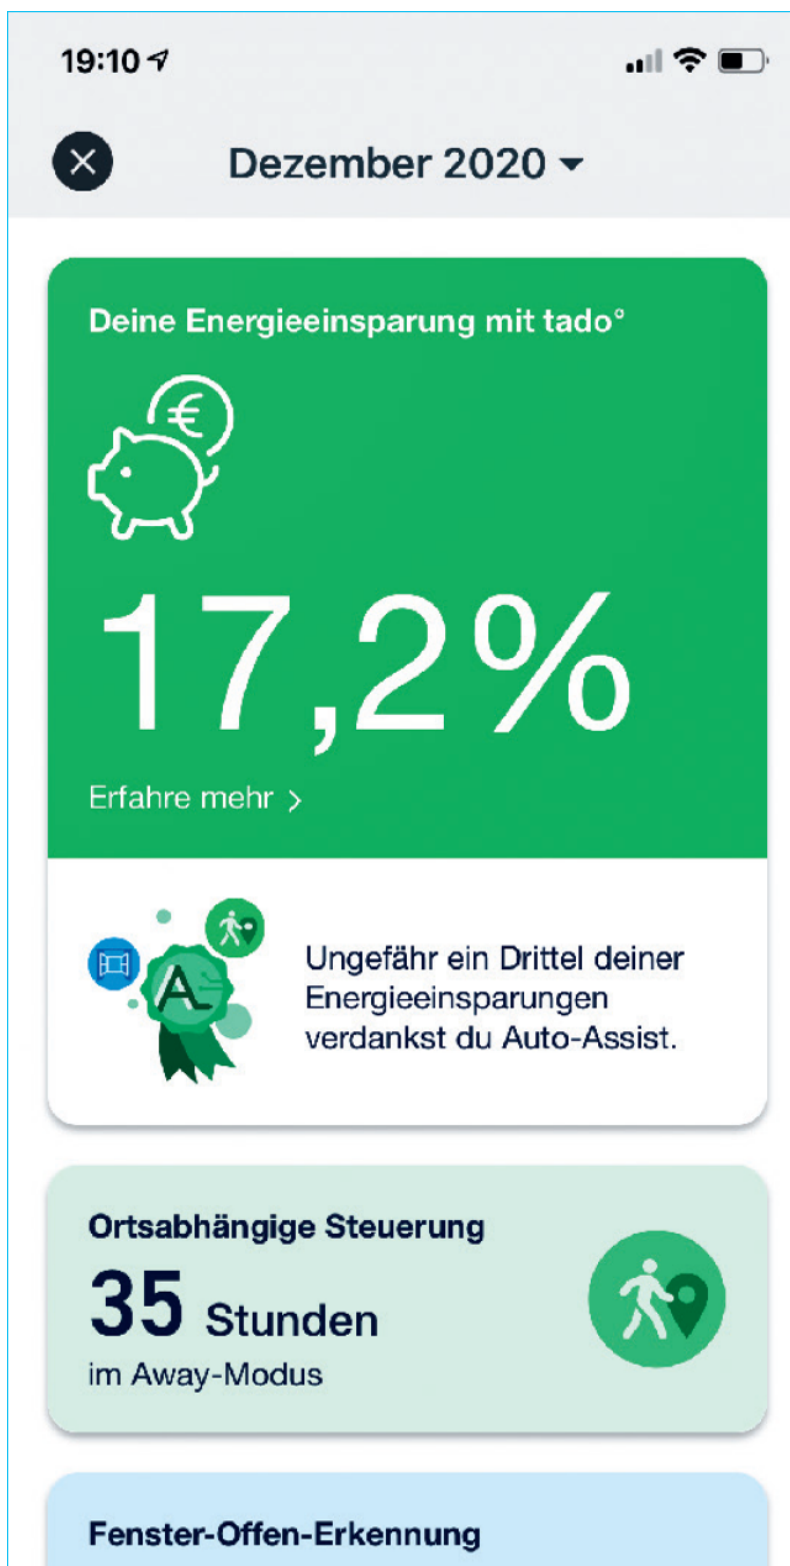 19:10
Dezember 2020
Deine Energieeinsparung mit tado°
€
17,2%
Erfahre mehr >
A
Ungefähr ein Drittel deiner
Energieeinsparungen
verdankst du Auto-Assist.
Ortsabhängige Steuerung
35 Stunden
im Away-Modus
Fenster-Offen-Erkennung